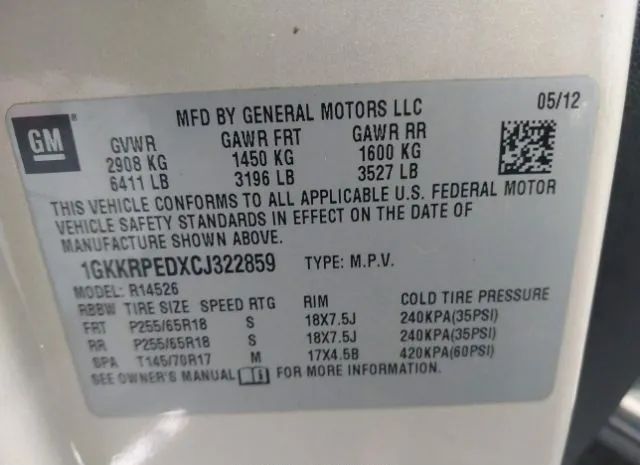 GM
MFD BY GENERAL MOTORS LLC 05/12
GVWR GAWR FRT GAWR RR
2908 KG 1450 KG 1600 KG
6411 LB 3196 LB 3527 LB
THIS VEHICLE CONFORMS TO ALL APPLICABLE U.S. FEDERAL MOTOR
VEHICLE SAFETY STANDARDS IN EFFECT ON THE DATE OF
MANUFACTURE SHOWN ABOVE.
1GKKRPEDXCJ322859 TYPE: M.P.V.
MODEL: R14526
RBBW TIRE SIZE SPEED RTG RIM COLD TIRE PRESSURE
FRT P255/65R18 S 18X7.5J 240KPA(35PSI)
RR P255/65R18 S 18X7.5J 240KPA(35PSI)
SPA T145/70R17 M 17X4.5B 420KPA(60PSI)
SEE OWNER'S MANUAL FOR MORE INFORMATION.